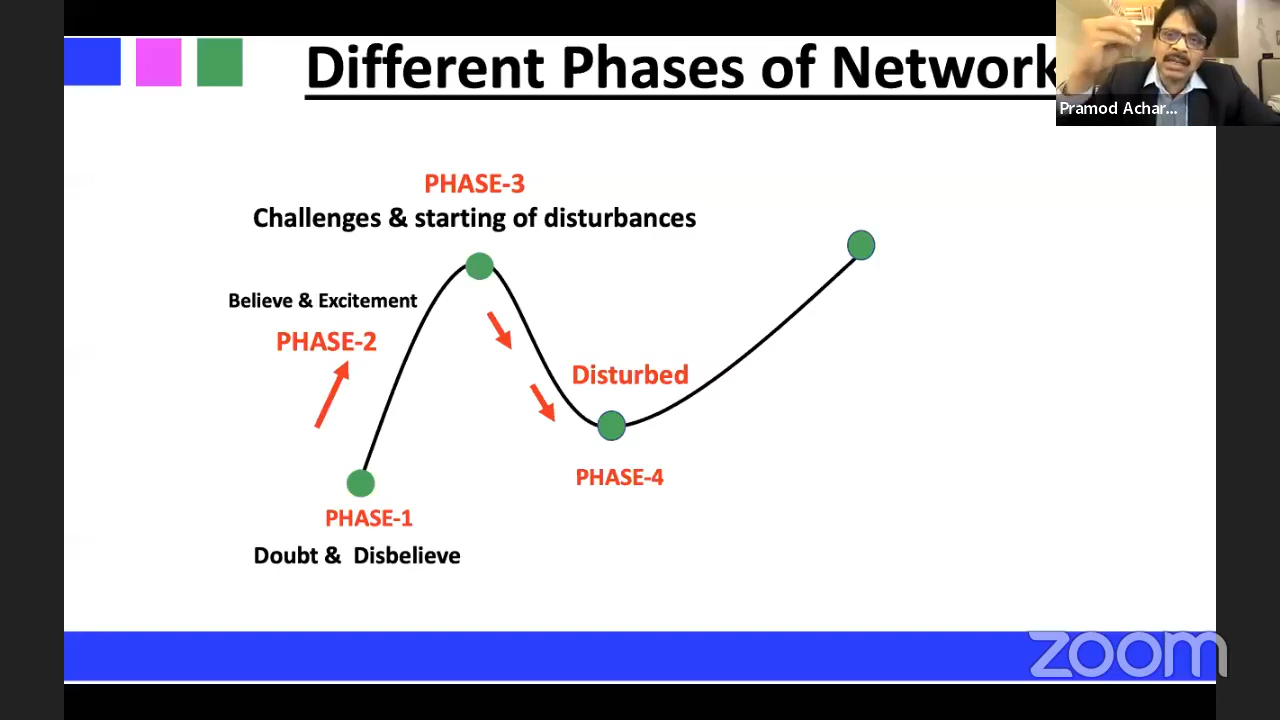 Different Phases of Network
Pramod Achar...
PHASE-3
Challenges & starting of disturbances
Believe & Excitement
PHASE-2
Disturbed
PHASE-4
PHASE-1
Doubt & Disbelieve
zoom